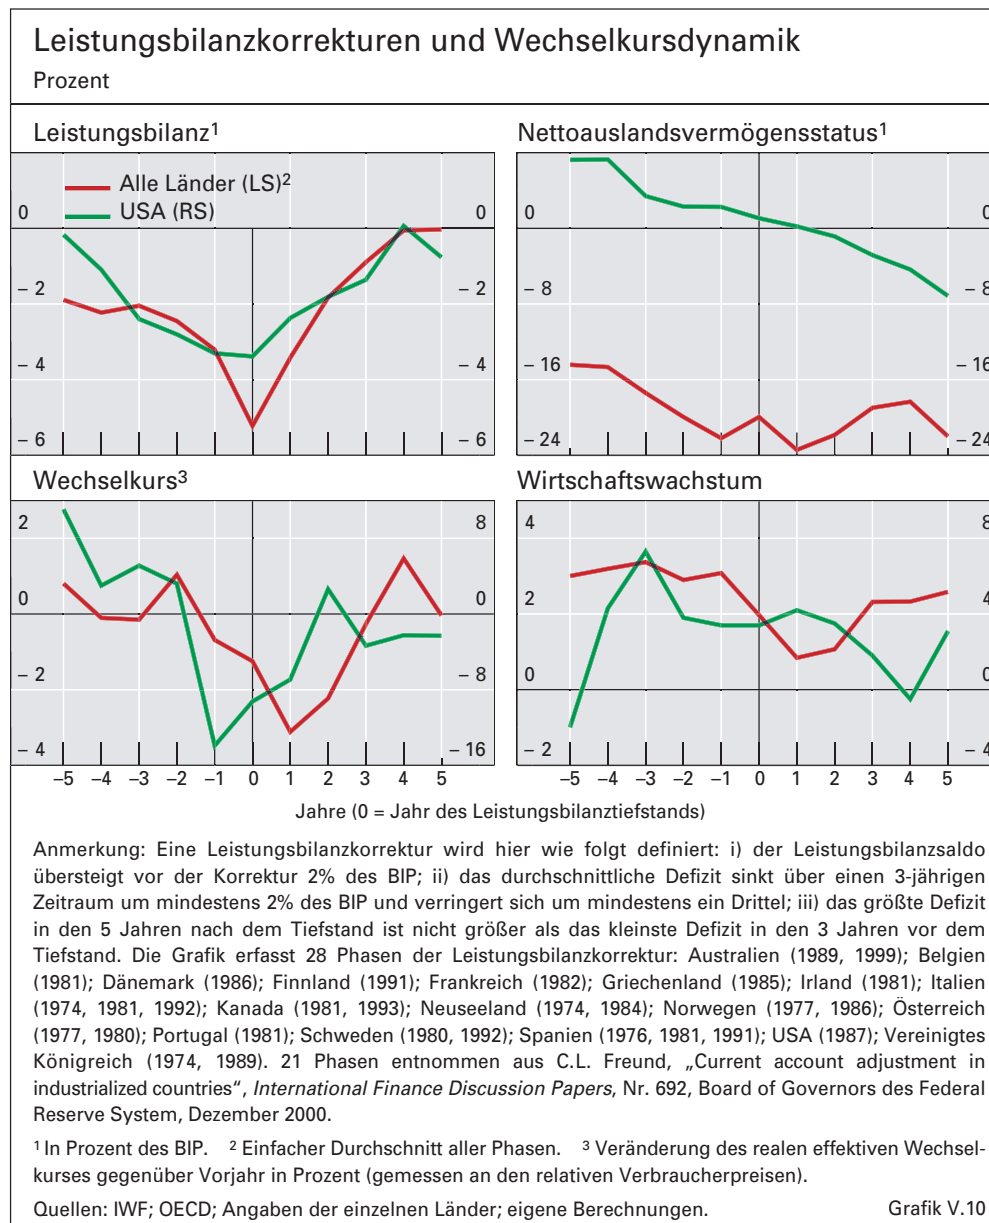 Leistungsbilanzkorrekturen und Wechselkursdynamik
Prozent
Leistungsbilanz¹
Alle Länder (LS)²
USA (RS)
0 0
– 2 – 2
– 4 – 4
– 6 – 6
Nettoauslandsvermögensstatus¹
0
0
– 8 – 8
– 16 – 16
– 24 – 24
Wechselkurs³
2 8
0 0
– 2 – 8
– 4 – 16
–5 –4 –3 –2 –1 0 1 2 3 4 5
Wirtschaftswachstum
4 8
2 4
0 0
– 2 – 4
–5 –4 –3 –2 –1 0 1 2 3 4 5
Jahre (0 = Jahr des Leistungsbilanztiefstands)
Anmerkung: Eine Leistungsbilanzkorrektur wird hier wie folgt definiert: i) der Leistungsbilanzsaldo
übersteigt vor der Korrektur 2% des BIP; ii) das durchschnittliche Defizit sinkt über einen 3-jährigen
Zeitraum um mindestens 2% des BIP und verringert sich um mindestens ein Drittel; iii) das größte Defizit
in den 5 Jahren nach dem Tiefstand ist nicht größer als das kleinste Defizit in den 3 Jahren vor dem
Tiefstand. Die Grafik erfasst 28 Phasen der Leistungsbilanzkorrektur: Australien (1989, 1999); Belgien
(1981); Dänemark (1986); Finnland (1991); Frankreich (1982); Griechenland (1985); Irland (1981); Italien
(1974, 1981, 1992); Kanada (1981, 1993); Neuseeland (1974, 1984); Norwegen (1977, 1986); Österreich
(1977, 1980); Portugal (1981); Schweden (1980, 1992); Spanien (1976, 1981, 1991); USA (1987); Vereinigtes
Königreich (1974, 1989). 21 Phasen entnommen aus C.L. Freund, „Current account adjustment in
industrialized countries“, International Finance Discussion Papers, Nr. 692, Board of Governors des Federal
Reserve System, Dezember 2000.
¹ In Prozent des BIP. ² Einfacher Durchschnitt aller Phasen. ³ Veränderung des realen effektiven Wechsel-
kurses gegenüber Vorjahr in Prozent (gemessen an den relativen Verbraucherpreisen).
Quellen: IWF; OECD; Angaben der einzelnen Länder; eigene Berechnungen. Grafik V.10